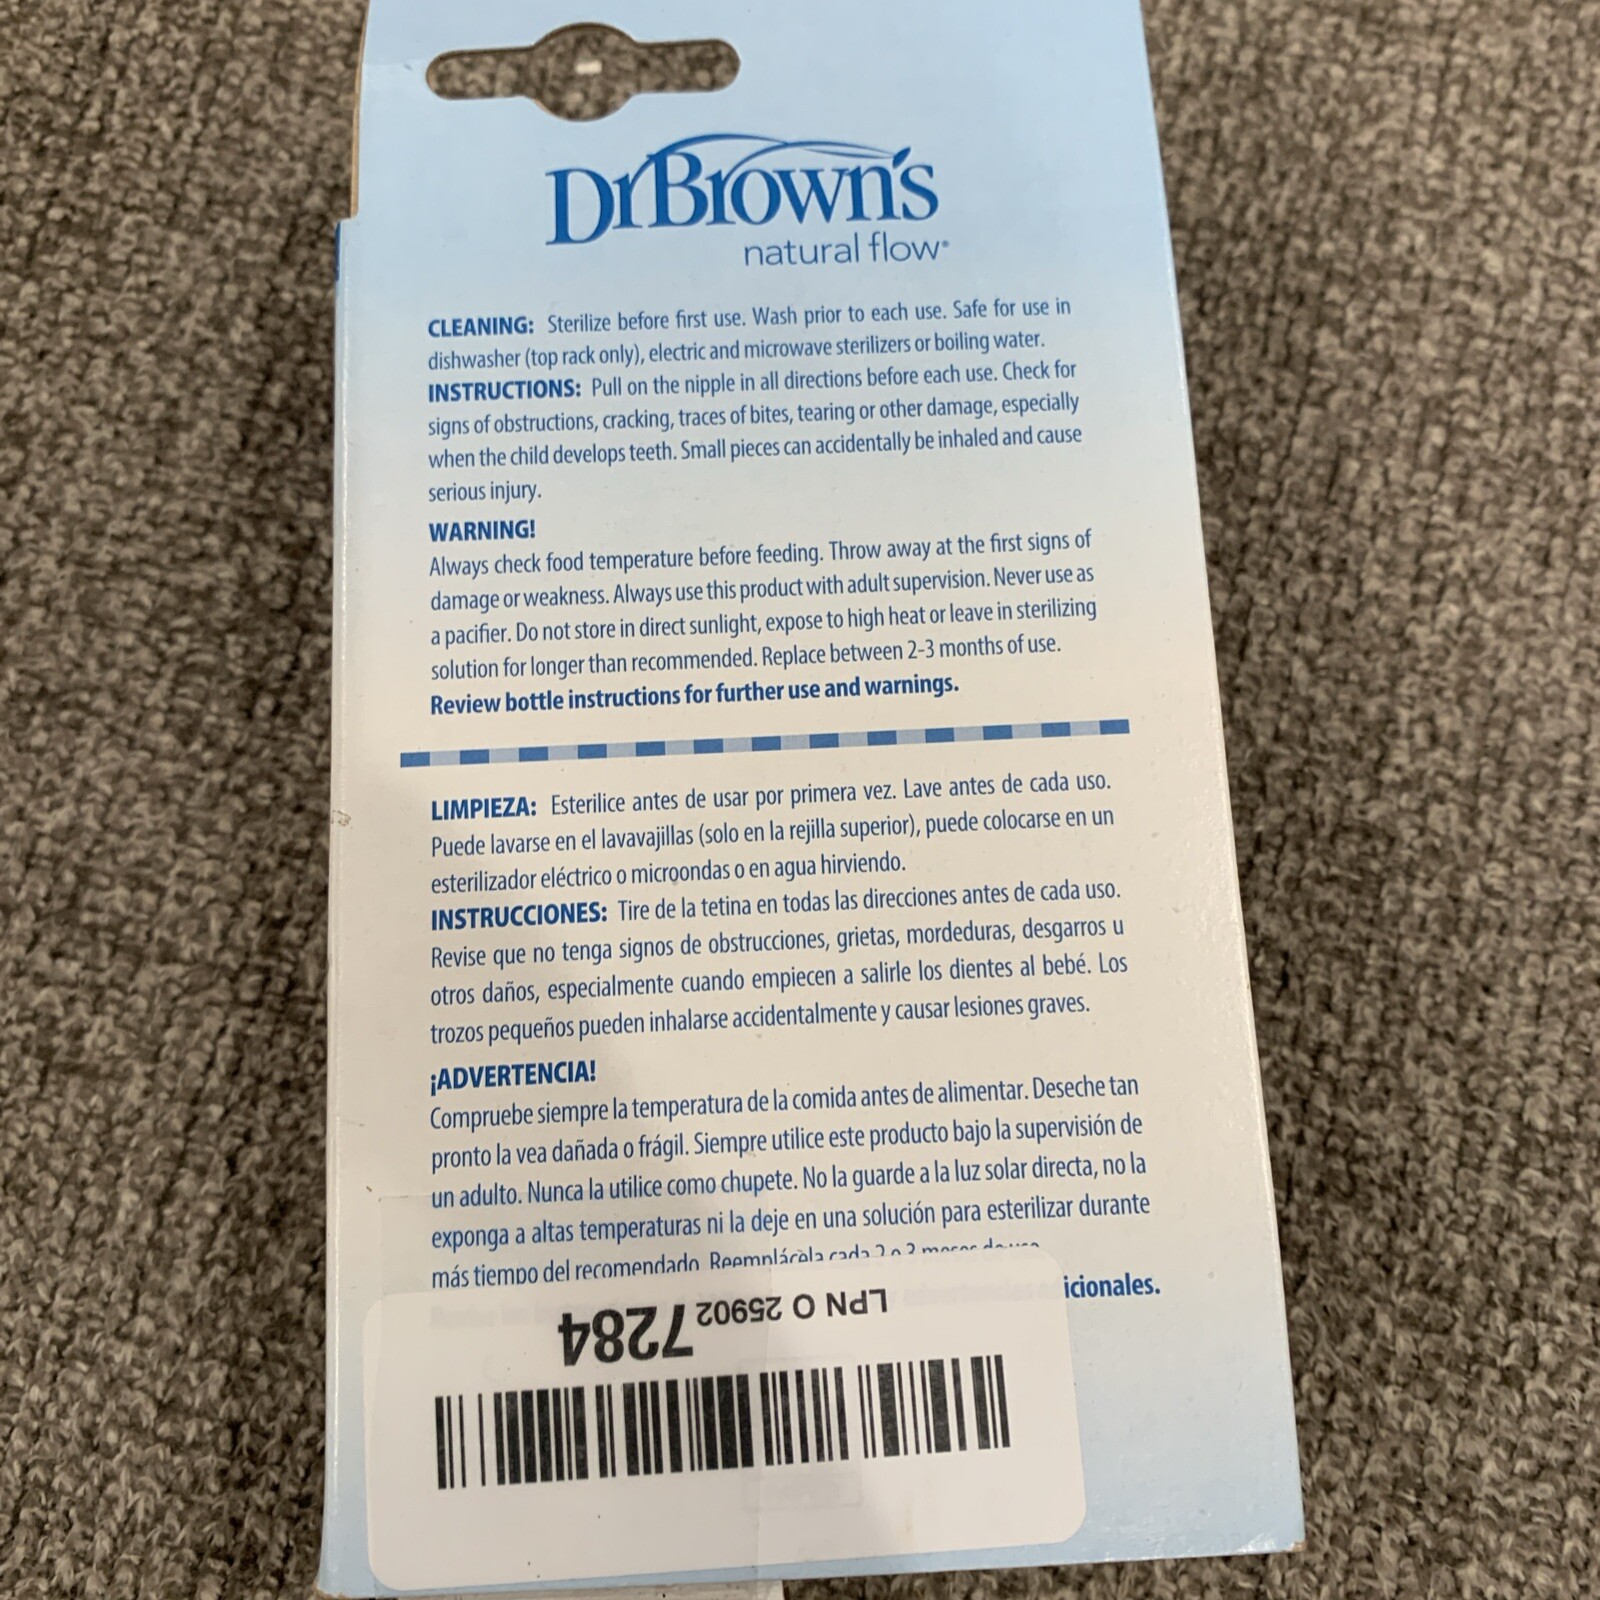 DrBrown's
natural flow®
CLEANING: Sterilize before first use. Wash prior to each use. Safe for use in
dishwasher (top rack only), electric and microwave sterilizers or boiling water.
INSTRUCTIONS: Pull on the nipple in all directions before each use. Check for
signs of obstructions, cracking, traces of bites, tearing or other damage, especially
when the child develops teeth. Small pieces can accidentally be inhaled and cause
serious injury.
WARNING!
Always check food temperature before feeding. Throw away at the first signs of
damage or weakness. Always use this product with adult supervision. Never use as
a pacifier. Do not store in direct sunlight, expose to high heat or leave in sterilizing
solution for longer than recommended. Replace between 2-3 months of use.
Review bottle instructions for further use and warnings.
LIMPIEZA: Esterilice antes de usar por primera vez. Lave antes de cada uso.
Puede lavarse en el lavavajillas (solo en la rejilla superior), puede colocarse en un
esterilizador eléctrico o microondas o en agua hirviendo.
INSTRUCCIONES: Tire de la tetina en todas las direcciones antes de cada uso.
Revise que no tenga signos de obstrucciones, grietas, mordeduras, desgarros u
otros daños, especialmente cuando empiecen a salirle los dientes al bebé. Los
trozos pequeños pueden inhalarse accidentalmente y causar lesiones graves.
¡ADVERTENCIA!
Compruebe siempre la temperatura de la comida antes de alimentar. Deseche tan
pronto la vea dañada o frágil. Siempre utilice este producto bajo la supervisión de
un adulto. Nunca la utilice como chupete. No la guarde a la luz solar directa, no la
exponga a altas temperaturas ni la deje en una solución para esterilizar durante
más tiempo del recomendado. Reemplácela cada 2 o 3 meses de uso
icionales.
LPN O 259027284